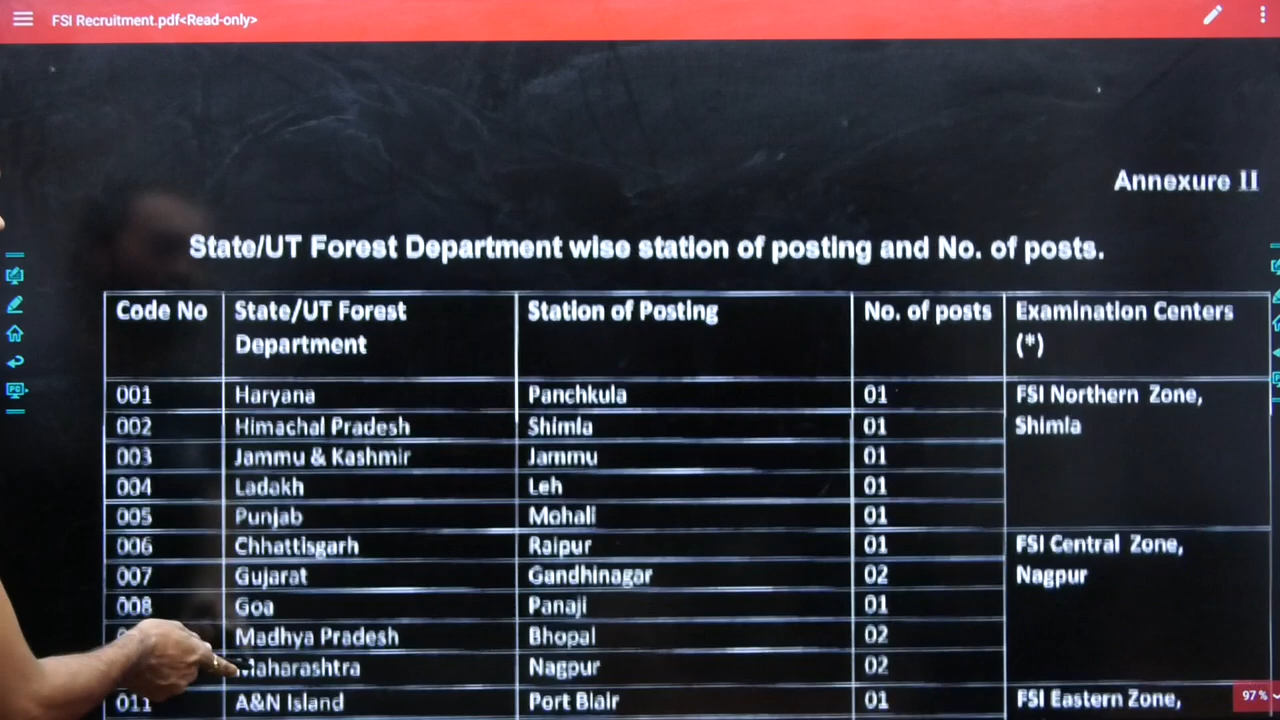 FSI Recruitment.pdf<Read-only>
Annexure II
State/UT Forest Department wise station of posting and No. of posts.
Code No State/UT Forest Department Station of Posting No. of posts Examination Centers (*)
001 Haryana Panchkula 01 FSI Northern Zone,
002 Himachal Pradesh Shimla 01 Shimla
003 Jammu & Kashmir Jammu 01
004 Ladakh Leh 01
005 Punjab Mohali 01
006 Chhattisgarh Raipur 01 FSI Central Zone,
007 Gujarat Gandhinagar 02 Nagpur
008 Goa Panaji 01
Madhya Pradesh Bhopal 02
Maharashtra Nagpur 02
011 A&N Island Port Blair 01 FSI Eastern Zone,
97 %
PC